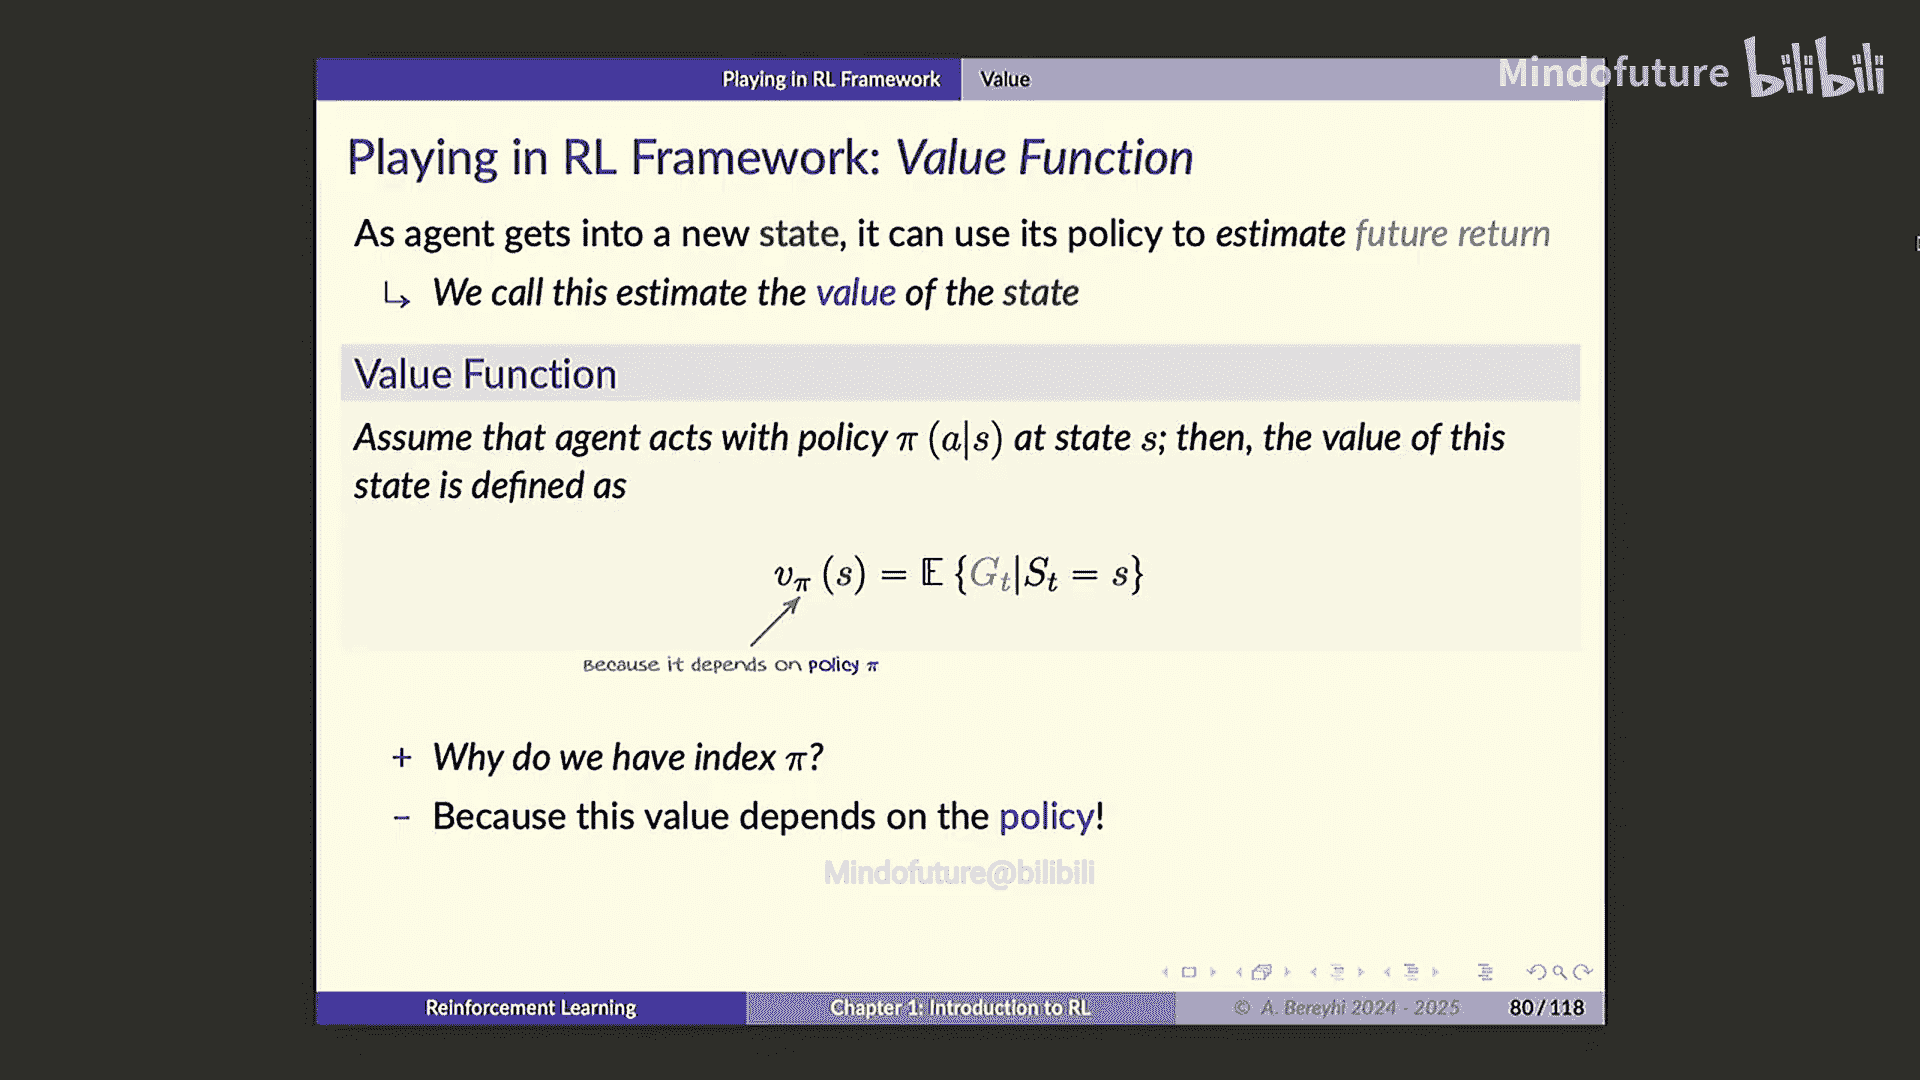 Mindofuture bilibili
Playing in RL Framework Value
Playing in RL Framework: Value Function
As agent gets into a new state, it can use its policy to estimate future return
↳ We call this estimate the value of the state
Value Function
Assume that agent acts with policy π (a|s) at state s; then, the value of this
state is defined as
v_π (s) = 𝔼 {G_t|S_t = s}
Because it depends on policy π
+ Why do we have index π?
− Because this value depends on the policy!
Mindofuture@bilibili
Reinforcement Learning Chapter 1: Introduction to RL © A. Bereyhi 2024 - 2025 80 / 118